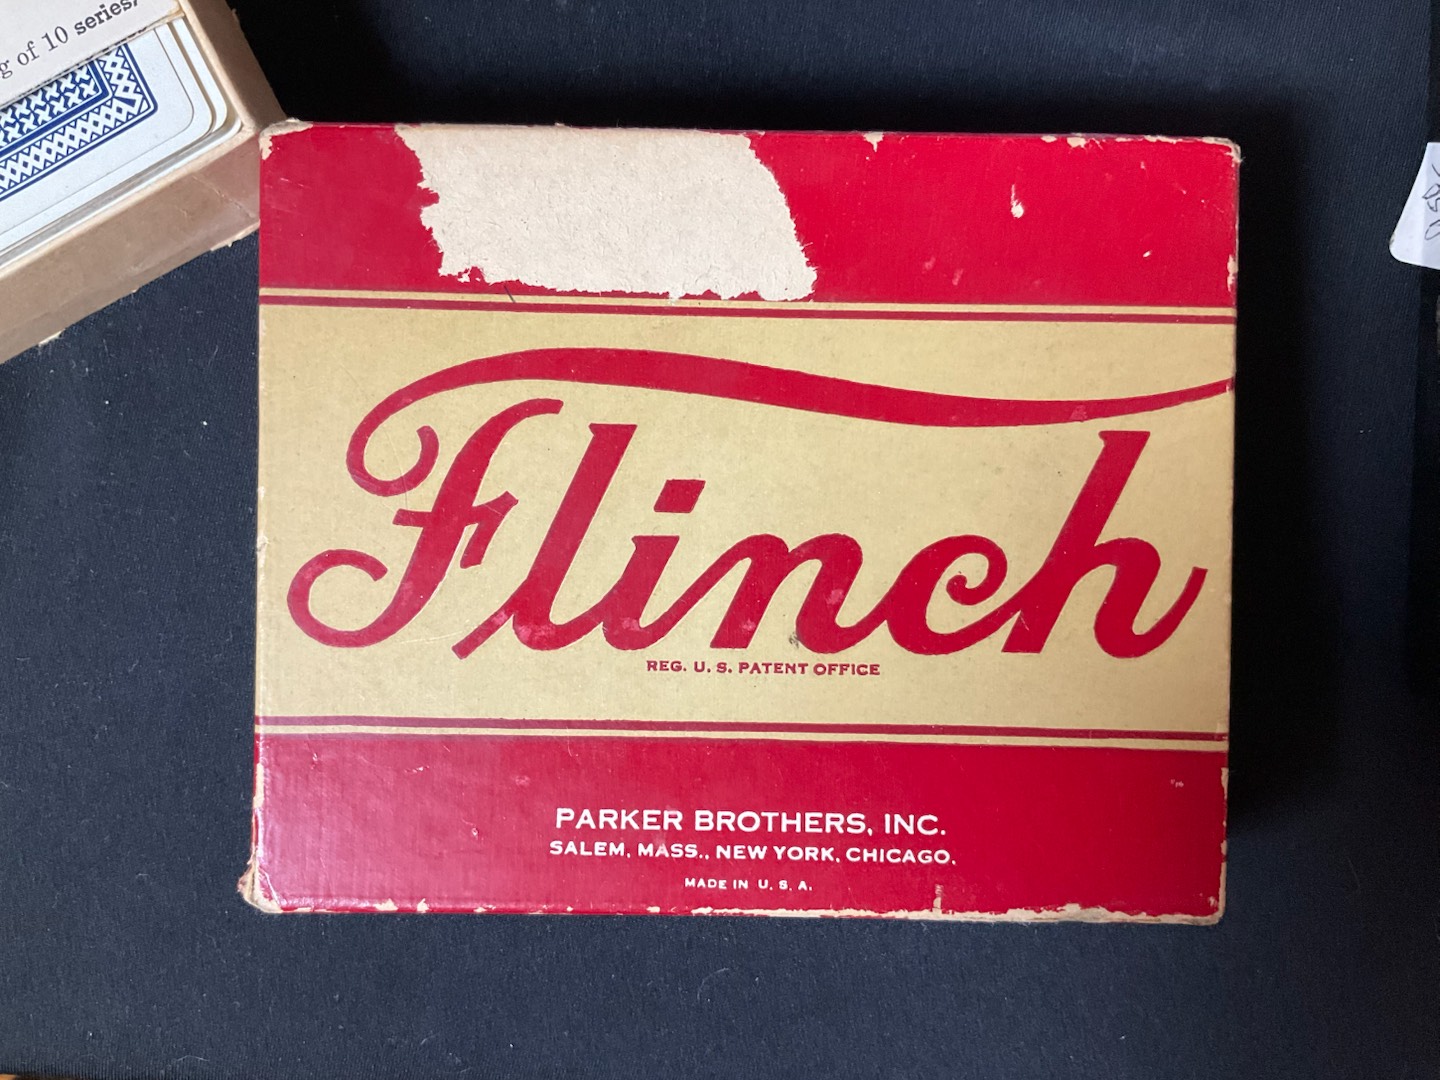 of 10 series,
Flinch
REG. U. S. PATENT OFFICE
PARKER BROTHERS, INC.
SALEM, MASS., NEW YORK, CHICAGO.
MADE IN U. S. A.